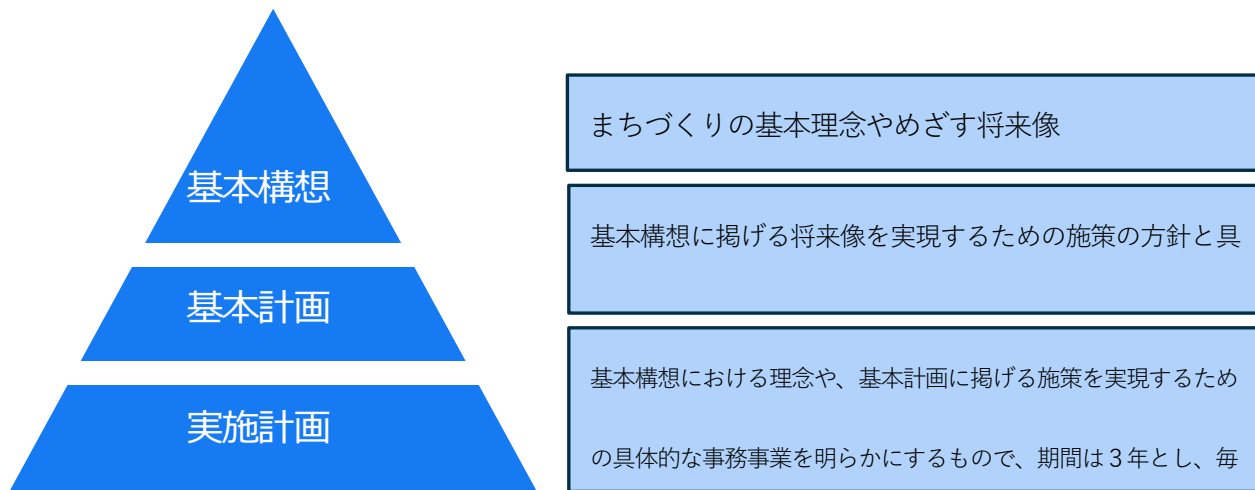 基本構想
まちづくりの基本理念やめざす将来像
基本計画
基本構想に掲げる将来像を実現するための施策の方針と具
実施計画
基本構想における理念や、基本計画に掲げる施策を実現するため
の具体的な事務事業を明らかにするもので、期間は３年とし、毎